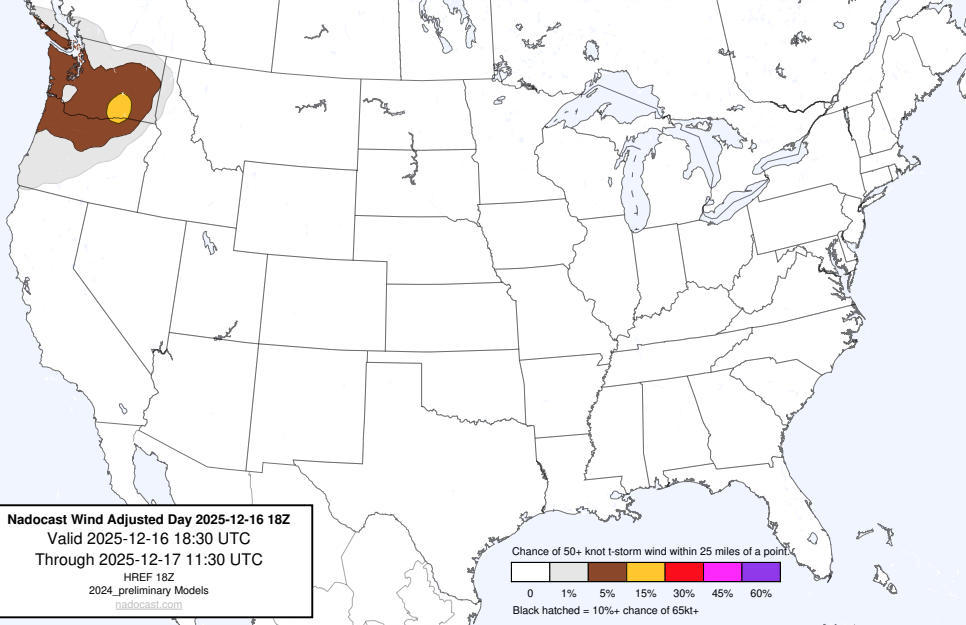 Nadocast Wind Adjusted Day 2025-12-16 18Z
Valid 2025-12-16 18:30 UTC
Through 2025-12-17 11:30 UTC
HREF 18Z
2024_preliminary Models
nadocast.com
Chance of 50+ knot t-storm wind within 25 miles of a point.
0 1% 5% 15% 30% 45% 60%
Black hatched = 10%+ chance of 65kt+